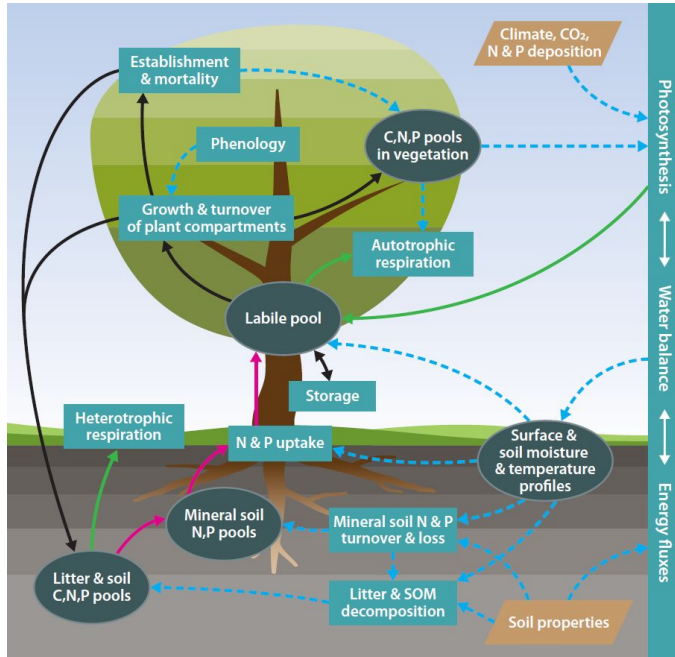 Climate, CO₂,
N & P deposition
Establishment
& mortality
C,N,P pools
in vegetation
Phenology
Photosynthesis
Growth & turnover
of plant compartments
Autotrophic
respiration
Labile pool
Water balance
Storage
Heterotrophic
respiration
N & P uptake
Surface &
soil moisture
& temperature
profiles
Mineral soil
N,P pools
Mineral soil N & P
turnover & loss
Energy fluxes
Litter & soil
C,N,P pools
Litter & SOM
decomposition
Soil properties